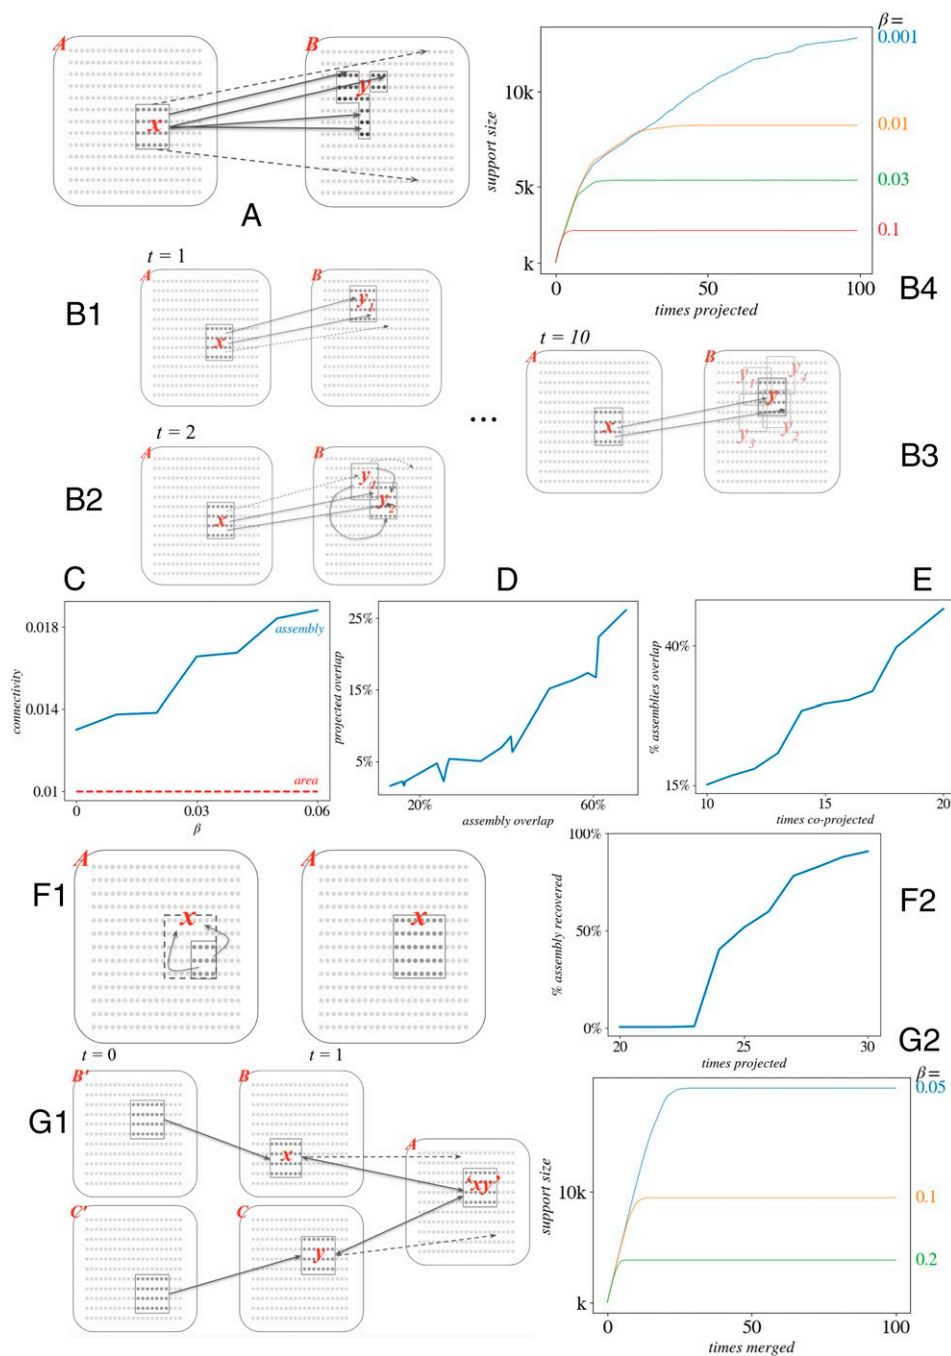 A
B
x
y
A
support size
10k
5k
k
0
50
100
times projected
β =
0.001
0.01
0.03
0.1
B4
t = 1
B1
A
B
x
y1
t = 2
B2
A
B
x
y1
y2
...
t = 10
A
B
x
y
y1
y4
y3
y2
B3
C
connectivity
0.018
0.014
0.01
assembly
area
0
0.03
0.06
β
D
projected overlap
25%
15%
5%
20%
60%
assembly overlap
E
% assemblies overlap
40%
15%
10
15
20
times co-projected
F1
A
x
A
x
t = 0
t = 1
F2
% assembly recovered
100%
50%
0%
20
25
30
times projected
G1
B'
B
x
C'
C
y
A
'xy'
G2
support size
10k
k
0
50
100
times merged
β =
0.05
0.1
0.2